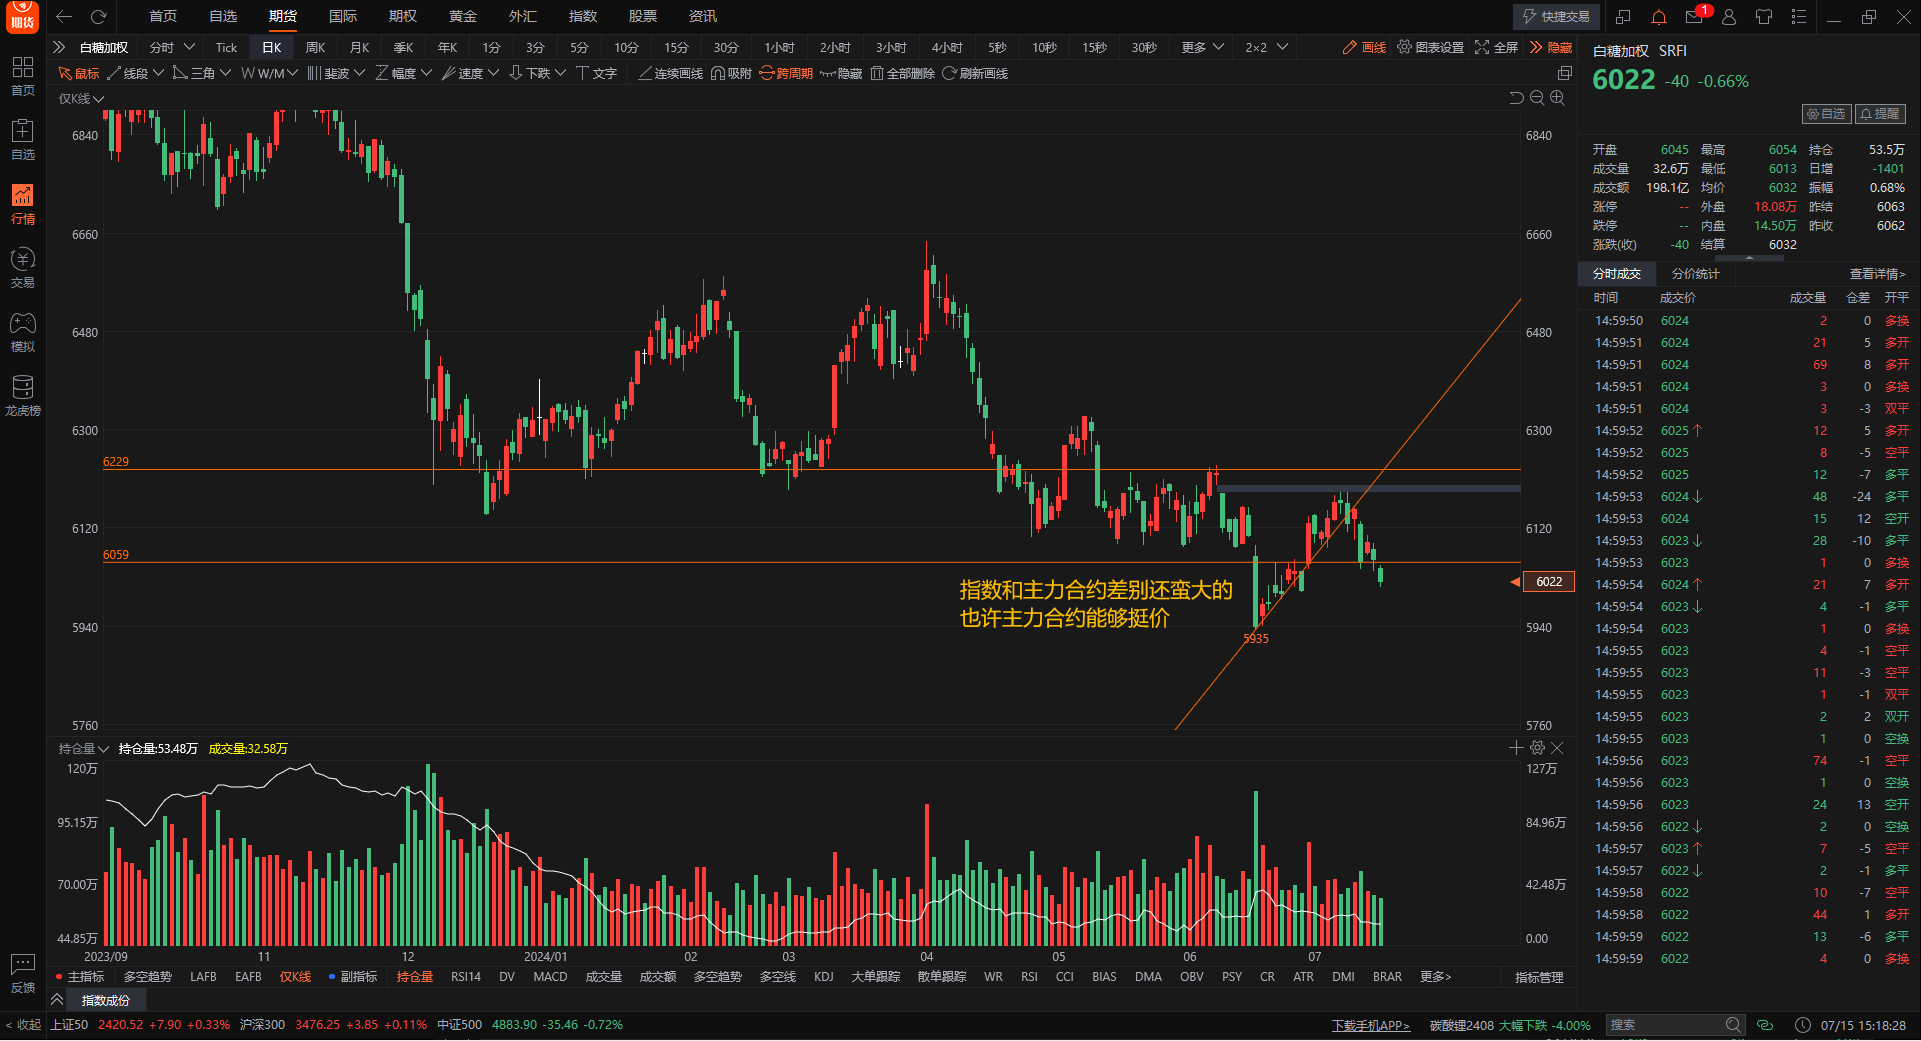 期货
首页 自选 期货 国际 期权 黄金 外汇 指数 股票 资讯
快捷交易 1
白糖加权 分时 Tick 日K 周K 月K 季K 年K 1分 3分 5分 10分 15分 30分 1小时 2小时 3小时 4小时 5秒 10秒 15秒 30秒 更多 2×2 画线 图表设置 全屏 隐藏
鼠标 线段 三角 W/M 斐波 幅度 速度 下跌 文字 连续画线 吸附 跨周期 隐藏 全部删除 刷新画线
首页
自选
行情
交易
模拟
龙虎榜
反馈
仅K线
6840 6840
6660 6660
6480 6480
6300 6300
6229
6120 6120
6059
6022
5940 5940
5935
5760 5760
指数和主力合约差别还蛮大的
也许主力合约能够挺价
持仓量 持仓量:53.48万 成交量:32.58万
120万 127万
95.15万 84.96万
70.00万 42.48万
44.85万 0.00
2023/09 11 12 2024/01 02 03 04 05 06 07
主指标 多空趋势 LAFB EAFB 仅K线 副指标 持仓量 RSI14 DV MACD 成交量 成交额 多空趋势 多空线 KDJ 大单跟踪 散单跟踪 WR RSI CCI BIAS DMA OBV PSY CR ATR DMI BRAR 更多> 指标管理
指数成份
白糖加权 SRFI
6022 -40 -0.66%
自选 提醒
开盘 6045 最高 6054 持仓 53.5万
成交量 32.6万 最低 6013 日增 -1401
成交额 198.1亿 均价 6032 振幅 0.68%
涨停 -- 外盘 18.08万 昨结 6063
跌停 -- 内盘 14.50万 昨收 6062
涨跌(收) -40 结算 6032
分时成交 分价统计 查看详情>
时间 成交价 成交量 仓差 开平
14:59:50 6024 2 0 多换
14:59:51 6024 21 5 多开
14:59:51 6024 69 8 多开
14:59:51 6024 3 0 多换
14:59:51 6024 3 -3 双平
14:59:52 6025↑ 12 5 多开
14:59:52 6025 8 -5 空平
14:59:52 6025 12 -7 多平
14:59:53 6024↓ 48 -24 多平
14:59:53 6024 15 12 空开
14:59:53 6023↓ 28 -10 多平
14:59:53 6023 1 0 多换
14:59:54 6024↑ 21 7 多开
14:59:54 6023↓ 4 -1 多平
14:59:54 6023 1 0 多换
14:59:55 6023 4 -1 空平
14:59:55 6023 11 -3 空平
14:59:55 6023 1 -1 双平
14:59:55 6023 2 2 双开
14:59:55 6023 1 0 空换
14:59:56 6023 74 -1 空平
14:59:56 6023 1 0 空换
14:59:56 6023 24 13 空开
14:59:56 6022↓ 2 0 空换
14:59:57 6023↑ 7 -5 空平
14:59:57 6022↓ 2 -1 多平
14:59:58 6022 10 -7 空平
14:59:58 6022 44 1 多开
14:59:59 6022 13 -6 多平
14:59:59 6022 4 0 多换
< 收起 上证50 2420.52 +7.90 +0.33% 沪深300 3476.25 +3.85 +0.11% 中证500 4883.90 -35.46 -0.72% 下载手机APP> 碳酸锂2408 大幅下跌 -4.00% 搜索 07/15 15:18:28